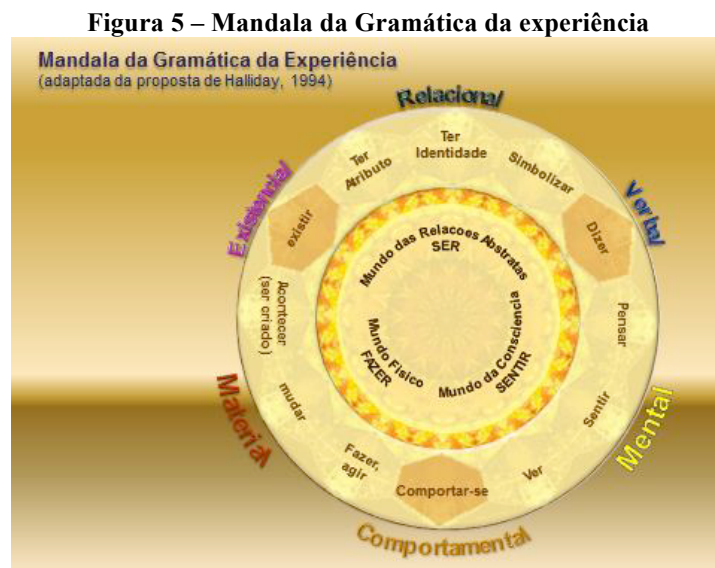 Figura 5 – Mandala da Gramática da experiência
Mandala da Gramática da Experiência
(adaptada da proposta de Halliday, 1994)
Relacional
Ter
Identidade
Simbolizar
Verbal
Dizer
Pensar
Sentir
Mental
Ver
Comportar-se
Comportamental
Fazer,
agir
mudar
Material
Acontecer
(ser criado)
existir
Existencial
Ter
Atributo
Mundo das Relacoes Abstratas
SER
Mundo da Consciencia
SENTIR
Mundo Fisico
FAZER